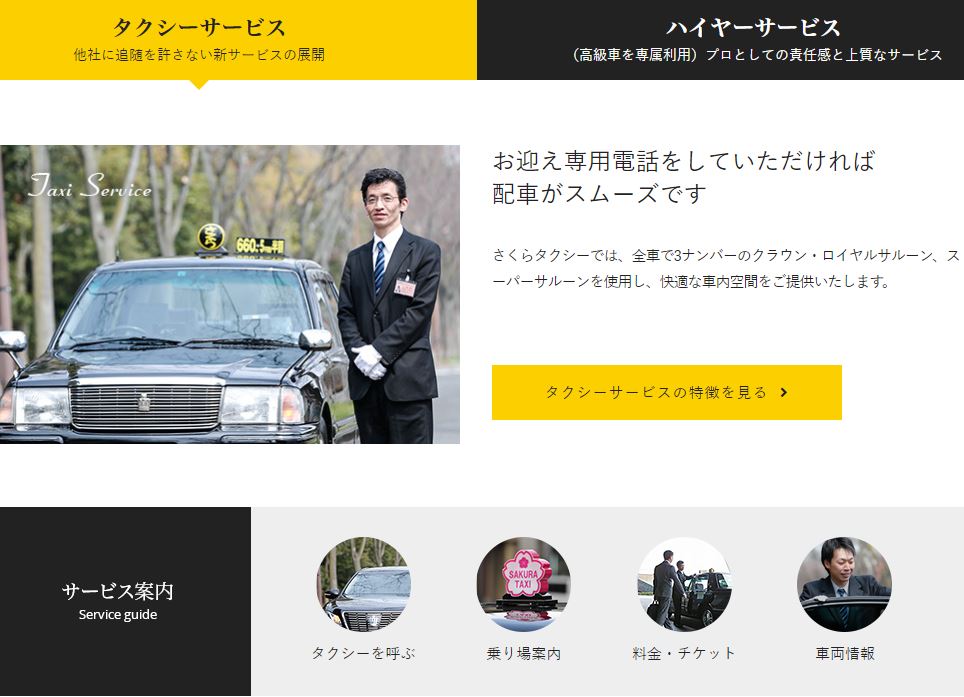 タクシーサービス
他社に追随を許さない新サービスの展開
ハイヤーサービス
（高級車を専属利用）プロとしての責任感と上質なサービス
Taxi Service
660
お迎え専用電話をしていただければ
配車がスムーズです
さくらタクシーでは、全車で3ナンバーのクラウン・ロイヤルサルーン、ス
ーパーサルーンを使用し、快適な車内空間をご提供いたします。
タクシーサービスの特徴を見る
サービス案内
Service guide
SAKURA
TAXI
タクシーを呼ぶ
乗り場案内
料金・チケット
車両情報